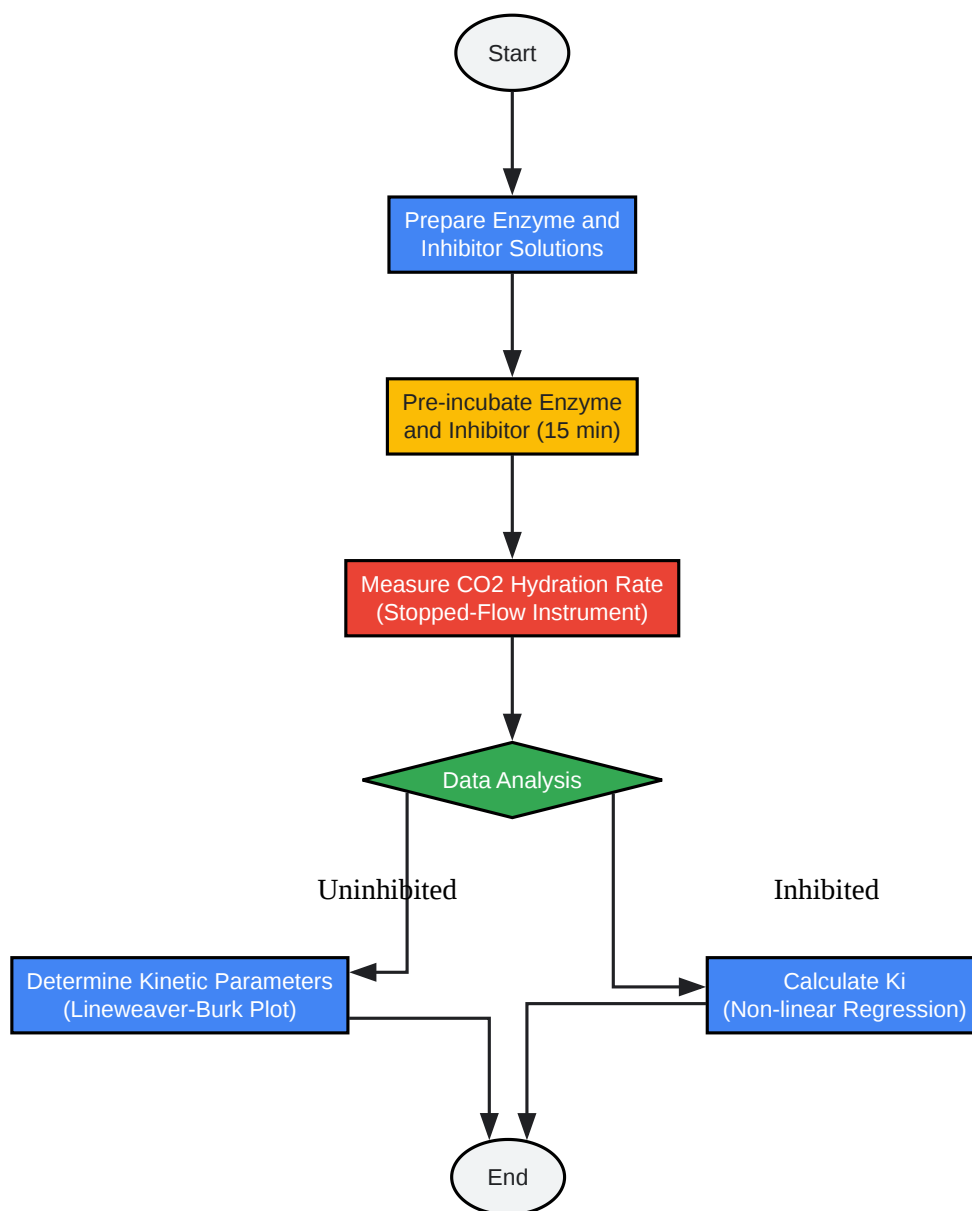 Start
Prepare Enzyme and
Inhibitor Solutions
Pre-incubate Enzyme
and Inhibitor (15 min)
Measure CO2 Hydration Rate
(Stopped-Flow Instrument)
Data Analysis
Uninhibited
Inhibited
Determine Kinetic Parameters
(Lineweaver-Burk Plot)
Calculate Ki
(Non-linear Regression)
End